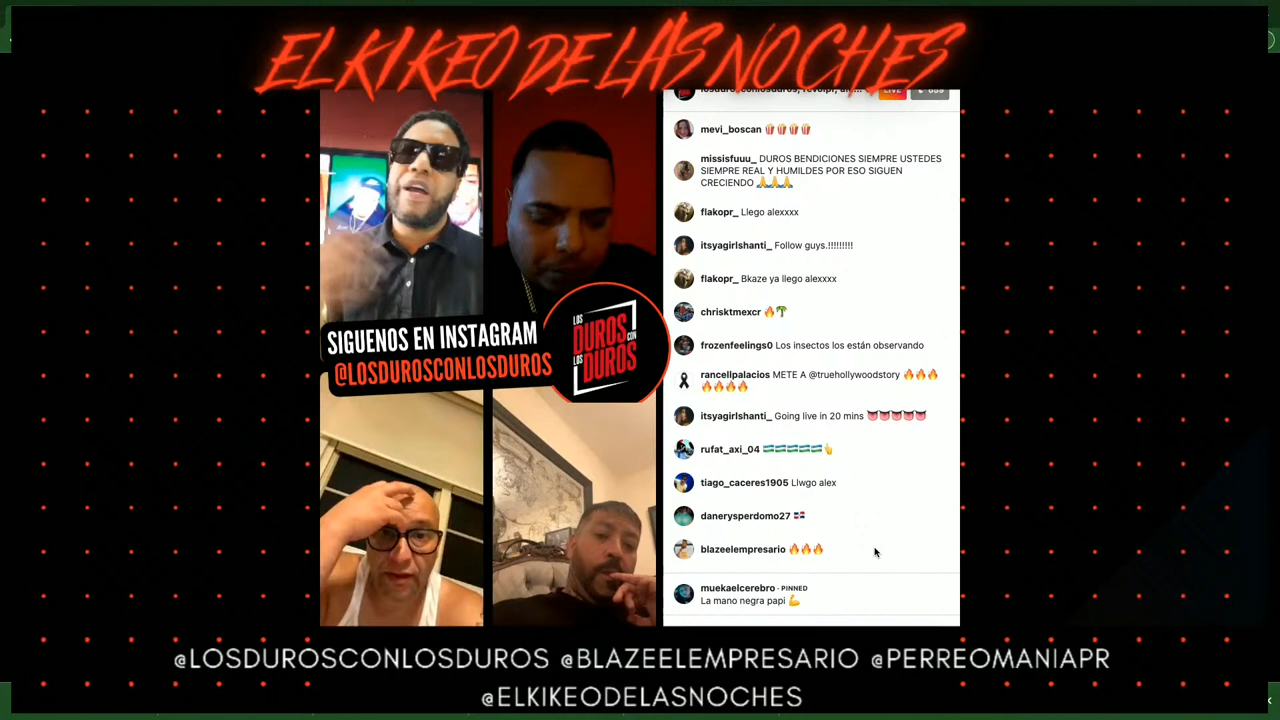 EL KIKEO DE LAS NOCHES
LIVE
mevi_boscan 🍿🍿🍿🍿
missisfuuu_ DUROS BENDICIONES SIEMPRE USTEDES
SIEMPRE REAL Y HUMILDES POR ESO SIGUEN
CRECIENDO 🙏🙏🙏
flakopr_ Llego alexxxx
itsyagirlshanti_ Follow guys.!!!!!!!!!
flakopr_ Bkaze ya llego alexxxx
chrisktmexcr 🔥🌴
frozenfeelings0 Los insectos los están observando
rancellpalacios METE A @truehollywoodstory 🔥🔥🔥
🔥🔥🔥🔥
itsyagirlshanti_ Going live in 20 mins 👅👅👅👅👅
rufat_axi_04 🇺🇿🇺🇿🇺🇿🇺🇿🇺🇿👆
tiago_caceres1905 Llwgo alex
danerysperdomo27 🇩🇴
blazeelempresario 🔥🔥🔥
muekaelcerebro · PINNED
La mano negra papi 💪
SIGUENOS EN INSTAGRAM
@LOSDUROSCONLOSDUROS
LOS
DUROS
CON
LOS
DUROS
@LOSDUROSCONLOSDUROS @BLAZEELEMPRESARIO @PERREOMANIAPR
@ELKIKEODELASNOCHES